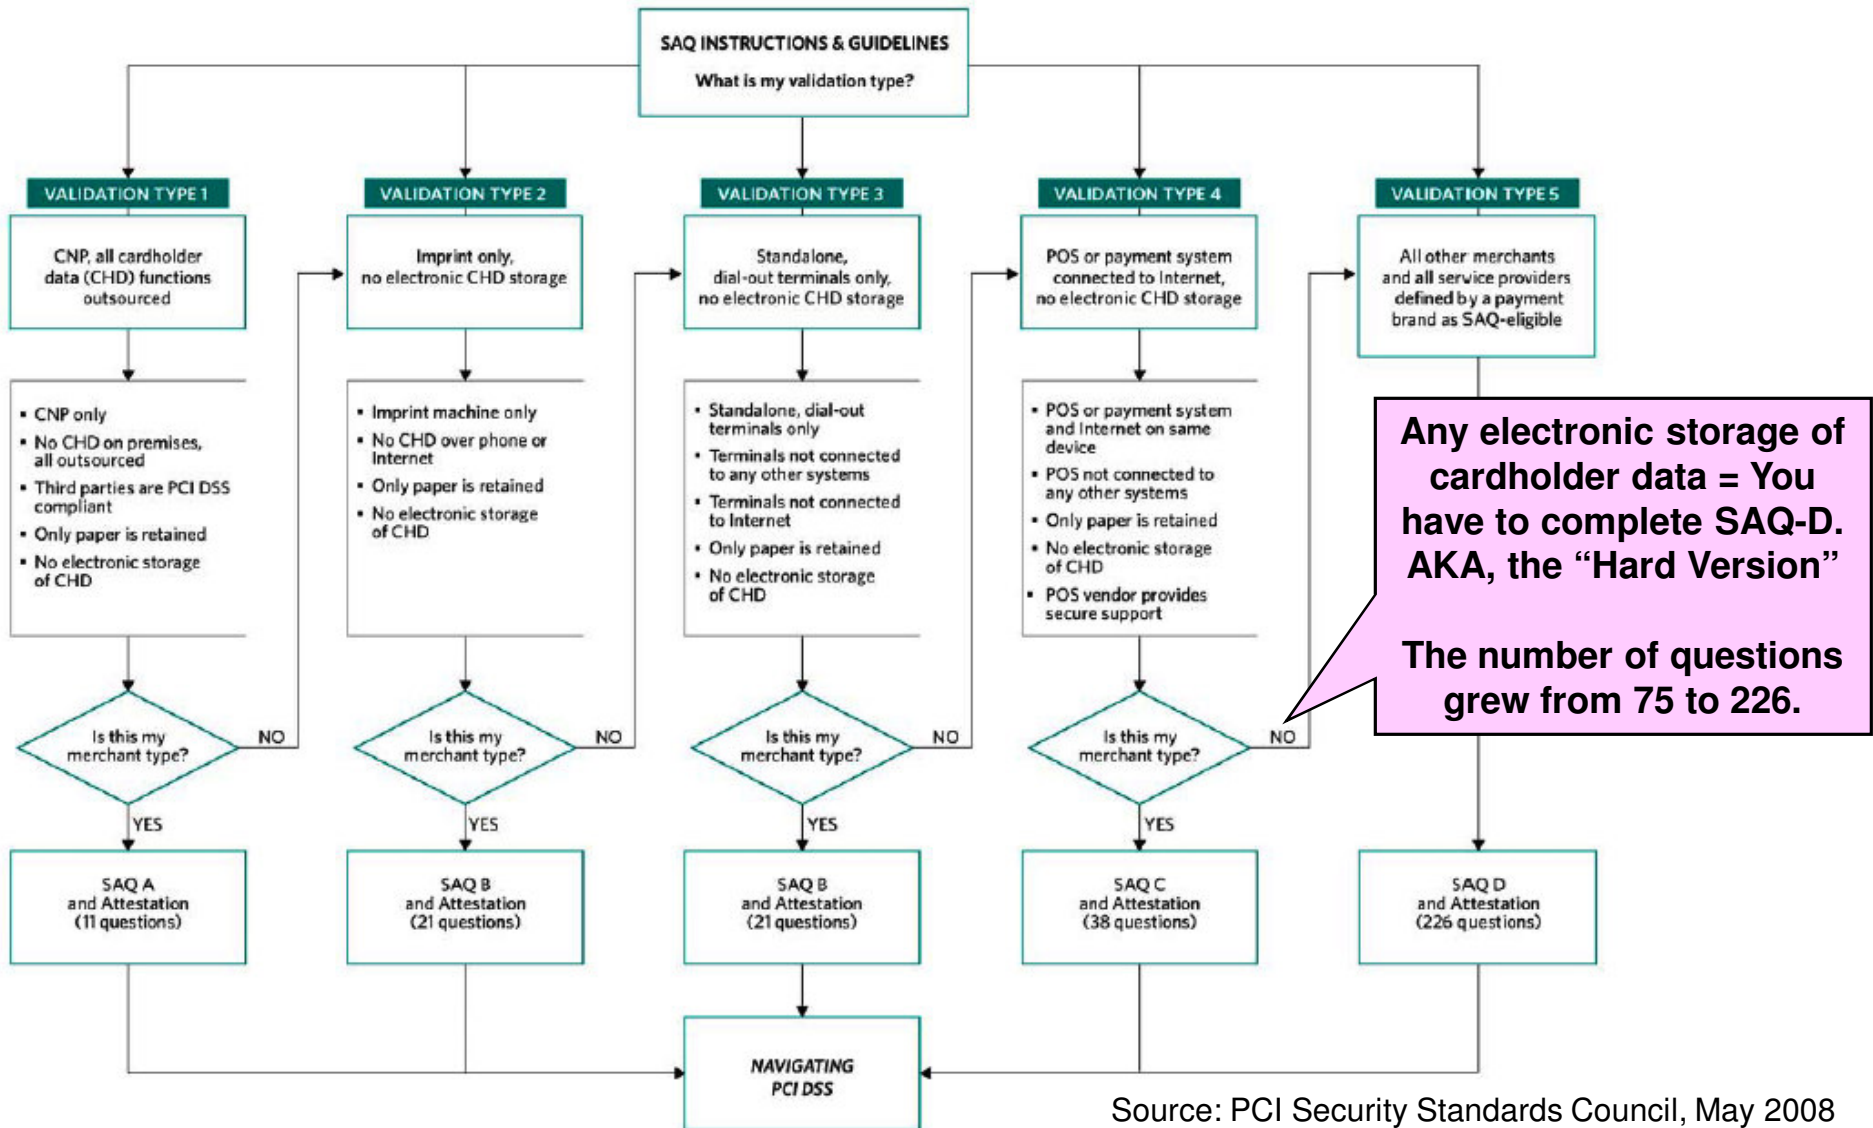 SAQ INSTRUCTIONS & GUIDELINES
What is my validation type?
VALIDATION TYPE 1
CNP, all cardholder
data (CHD) functions
outsourced
▪ CNP only
▪ No CHD on premises,
all outsourced
▪ Third parties are PCI DSS
compliant
▪ Only paper is retained
▪ No electronic storage
of CHD
Is this my
merchant type?
NO
YES
SAQ A
and Attestation
(11 questions)
VALIDATION TYPE 2
Imprint only,
no electronic CHD storage
▪ Imprint machine only
▪ No CHD over phone or
Internet
▪ Only paper is retained
▪ No electronic storage
of CHD
Is this my
merchant type?
NO
YES
SAQ B
and Attestation
(21 questions)
VALIDATION TYPE 3
Standalone,
dial-out terminals only,
no electronic CHD storage
▪ Standalone, dial-out
terminals only
▪ Terminals not connected
to any other systems
▪ Terminals not connected
to Internet
▪ Only paper is retained
▪ No electronic storage
of CHD
Is this my
merchant type?
NO
YES
SAQ B
and Attestation
(21 questions)
VALIDATION TYPE 4
POS or payment system
connected to Internet,
no electronic CHD storage
▪ POS or payment system
and Internet on same
device
▪ POS not connected to
any other systems
▪ Only paper is retained
▪ No electronic storage
of CHD
▪ POS vendor provides
secure support
Is this my
merchant type?
NO
YES
SAQ C
and Attestation
(38 questions)
VALIDATION TYPE 5
All other merchants
and all service providers
defined by a payment
brand as SAQ-eligible
Any electronic storage of
cardholder data = You
have to complete SAQ-D.
AKA, the “Hard Version”
The number of questions
grew from 75 to 226.
SAQ D
and Attestation
(226 questions)
NAVIGATING
PCI DSS
Source: PCI Security Standards Council, May 2008